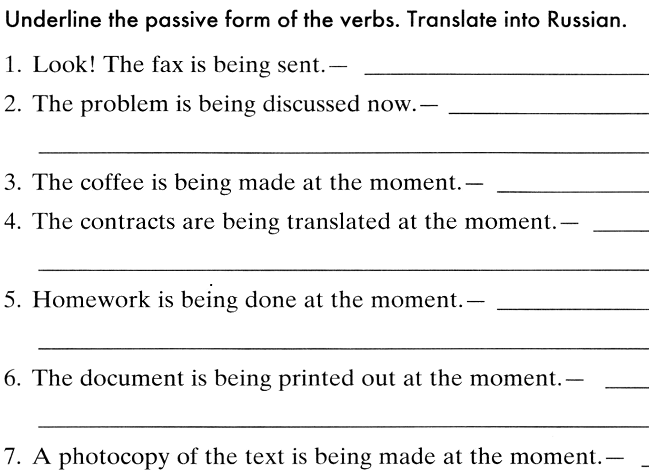 Underline the passive form of the verbs. Translate into Russian.
1. Look! The fax is being sent.—
2. The problem is being discussed now.—
3. The coffee is being made at the moment.—
4. The contracts are being translated at the moment.—
5. Homework is being done at the moment.—
6. The document is being printed out at the moment.—
7. A photocopy of the text is being made at the moment.—